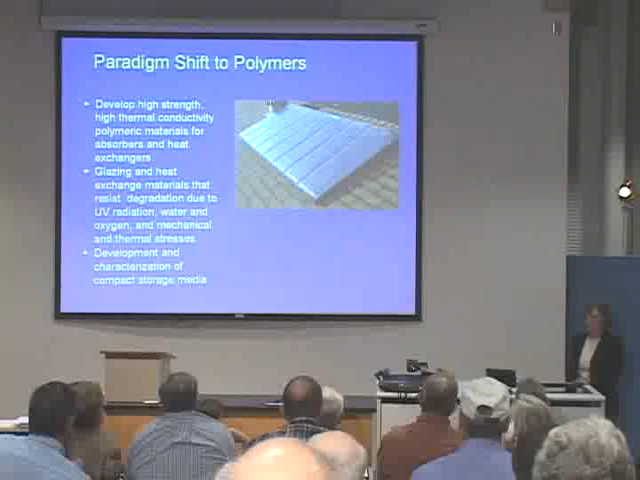 Paradigm Shift to Polymers
• Develop high strength,
high thermal conductivity
polymeric materials for
absorbers and heat
exchangers
• Glazing and heat
exchange materials that
resist degradation due to
UV radiation, water and
oxygen, and mechanical
and thermal stresses
• Development and
characterization of
compact storage media